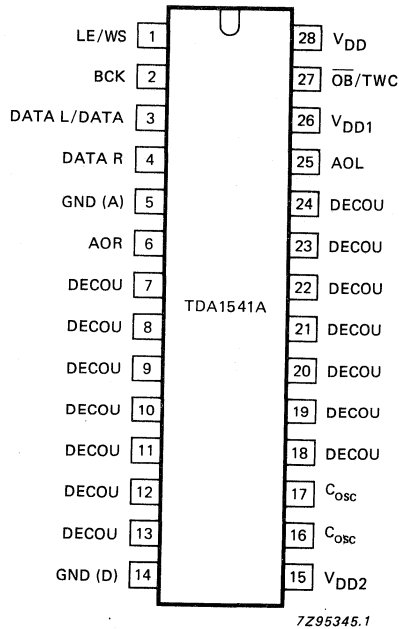 LE/WS 1 28 VDD
BCK 2 27 O̅B̅/TWC
DATA L/DATA 3 26 VDD1
DATA R 4 25 AOL
GND (A) 5 24 DECOU
AOR 6 23 DECOU
DECOU 7 22 DECOU
TDA1541A
DECOU 8 21 DECOU
DECOU 9 20 DECOU
DECOU 10 19 DECOU
DECOU 11 18 DECOU
DECOU 12 17 Cosc
DECOU 13 16 Cosc
GND (D) 14 15 VDD2
7Z95345.1